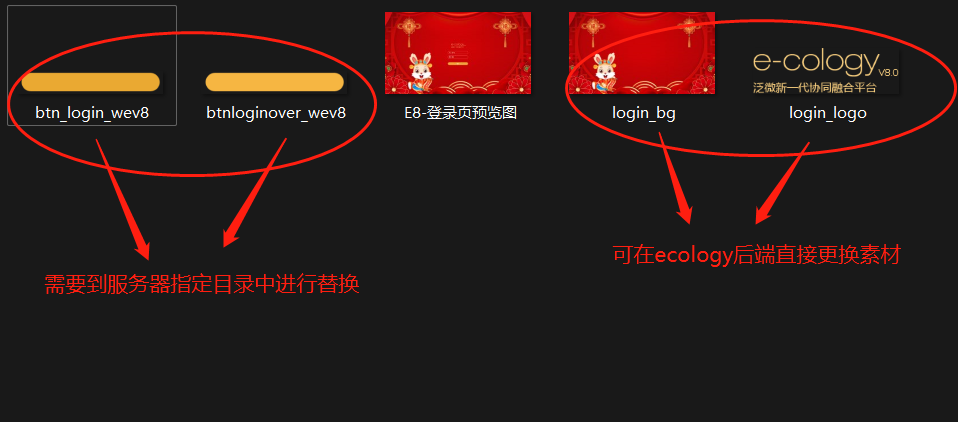 e-cology V8.0
泛微新一代协同融合平台
btn_login_wev8
btnloginover_wev8
E8-登录页预览图
login_bg
login_logo
可在ecology后端直接更换素材
需要到服务器指定目录中进行替换